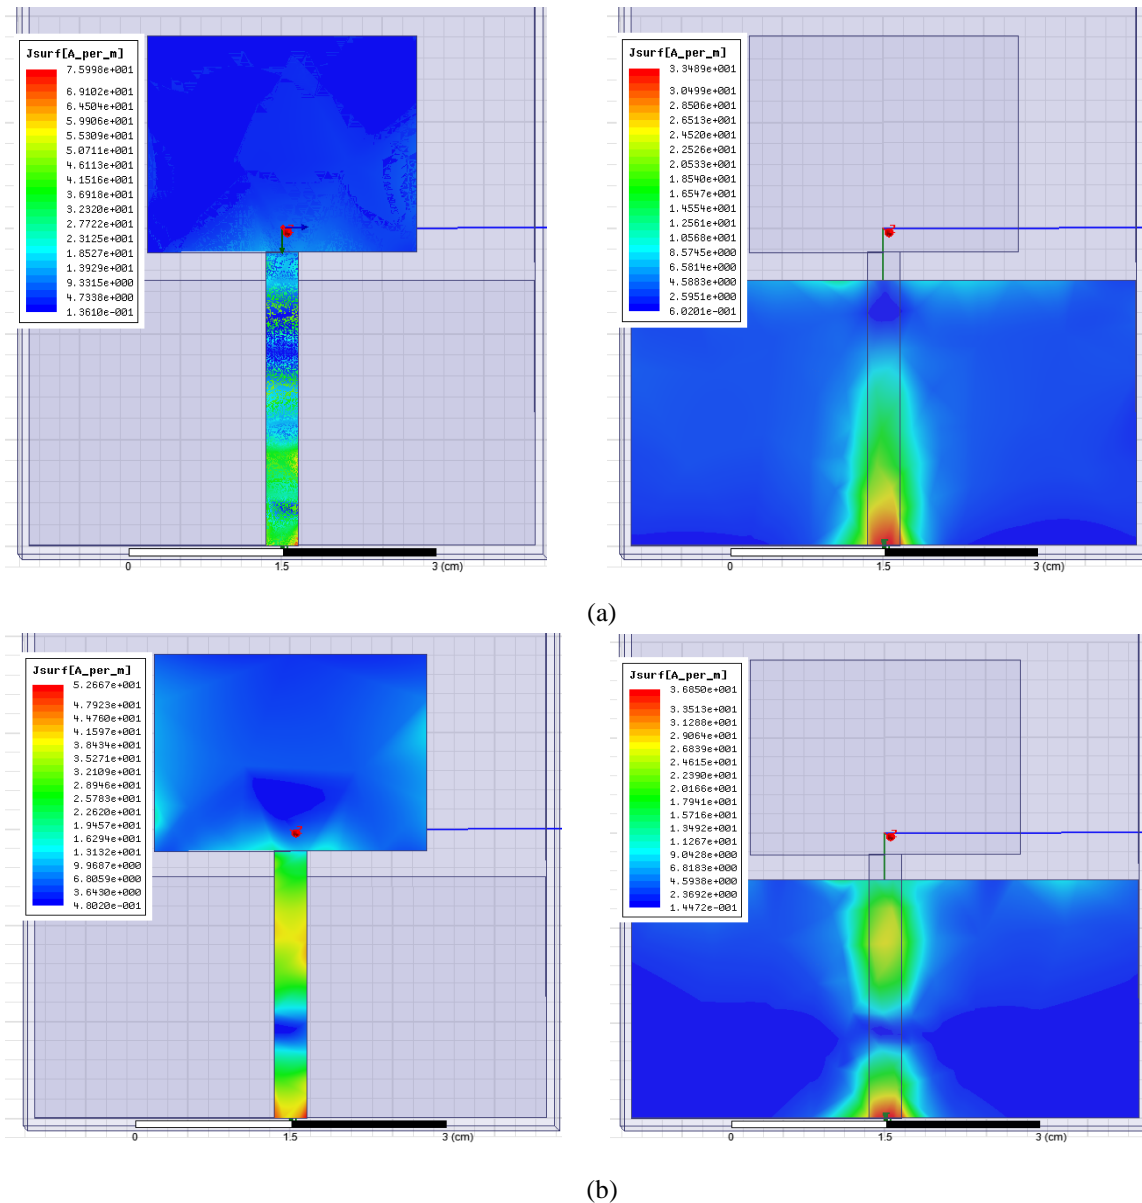 Jsurf[A_per_m]
7.5998e+001
6.9102e+001
6.4504e+001
5.9906e+001
5.5309e+001
5.0711e+001
4.6113e+001
4.1516e+001
3.6918e+001
3.2320e+001
2.7722e+001
2.3125e+001
1.8527e+001
1.3929e+001
9.3315e+000
4.7338e+000
1.3610e-001
0
1.5
3 (cm)
Jsurf[A_per_m]
3.3489e+001
3.0499e+001
2.8506e+001
2.6513e+001
2.4520e+001
2.2526e+001
2.0533e+001
1.8540e+001
1.6547e+001
1.4554e+001
1.2561e+001
1.0568e+001
8.5745e+000
6.5814e+000
4.5883e+000
2.5951e+000
6.0201e-001
0
1.5
3 (cm)
(a)
Jsurf[A_per_m]
5.2667e+001
4.7923e+001
4.4760e+001
4.1597e+001
3.8434e+001
3.5271e+001
3.2109e+001
2.8946e+001
2.5783e+001
2.2620e+001
1.9457e+001
1.6294e+001
1.3132e+001
9.9687e+000
6.8059e+000
3.6430e+000
4.8020e-001
0
1.5
3 (cm)
Jsurf[A_per_m]
3.6850e+001
3.3513e+001
3.1288e+001
2.9064e+001
2.6839e+001
2.4615e+001
2.2390e+001
2.0166e+001
1.7941e+001
1.5716e+001
1.3492e+001
1.1267e+001
9.0428e+000
6.8183e+000
4.5938e+000
2.3692e+000
1.4472e-001
0
1.5
3 (cm)
(b)